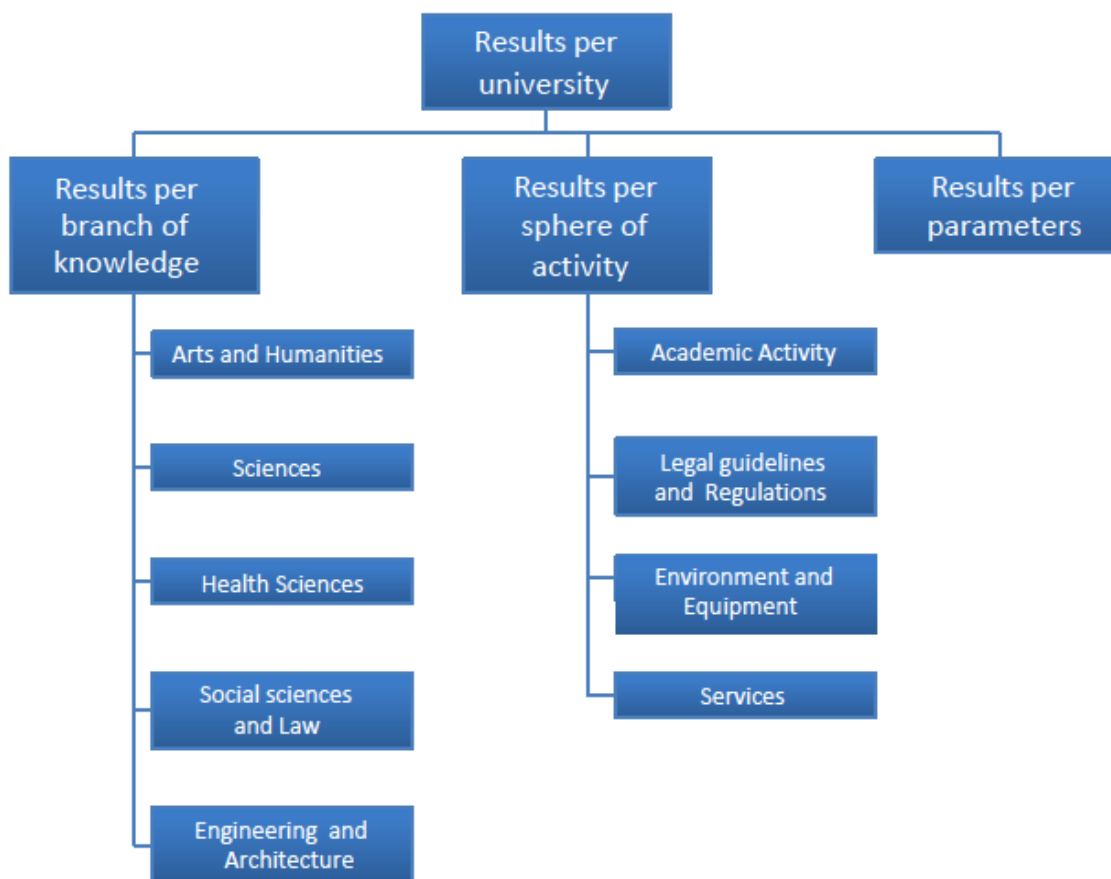 Results per
university
Results per
branch of
knowledge
Results per
sphere of
activity
Results per
parameters
Arts and Humanities
Sciences
Health Sciences
Social sciences
and Law
Engineering and
Architecture
Academic Activity
Legal guidelines
and Regulations
Environment and
Equipment
Services